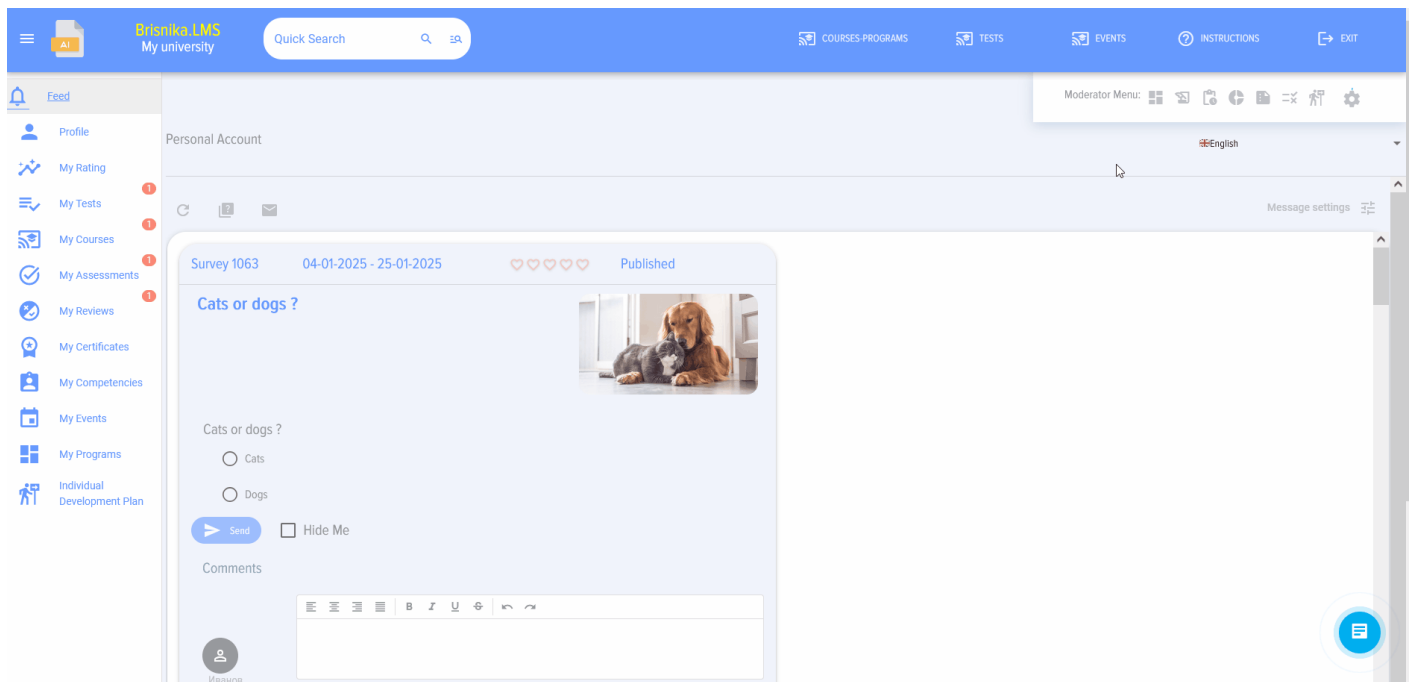 AI
Brisnika.LMS
My university
Quick Search
COURSES-PROGRAMS
TESTS
EVENTS
INSTRUCTIONS
EXIT
Moderator Menu:
Feed
Profile
My Rating
1
My Tests
1
My Courses
1
My Assessments
1
My Reviews
My Certificates
My Competencies
My Events
My Programs
Individual
Development Plan
Personal Account
English
Message settings
Survey 1063 04-01-2025 - 25-01-2025 Published
Cats or dogs ?
Cats or dogs ?
Cats
Dogs
Send
Hide Me
Comments
B I U S
Иванов